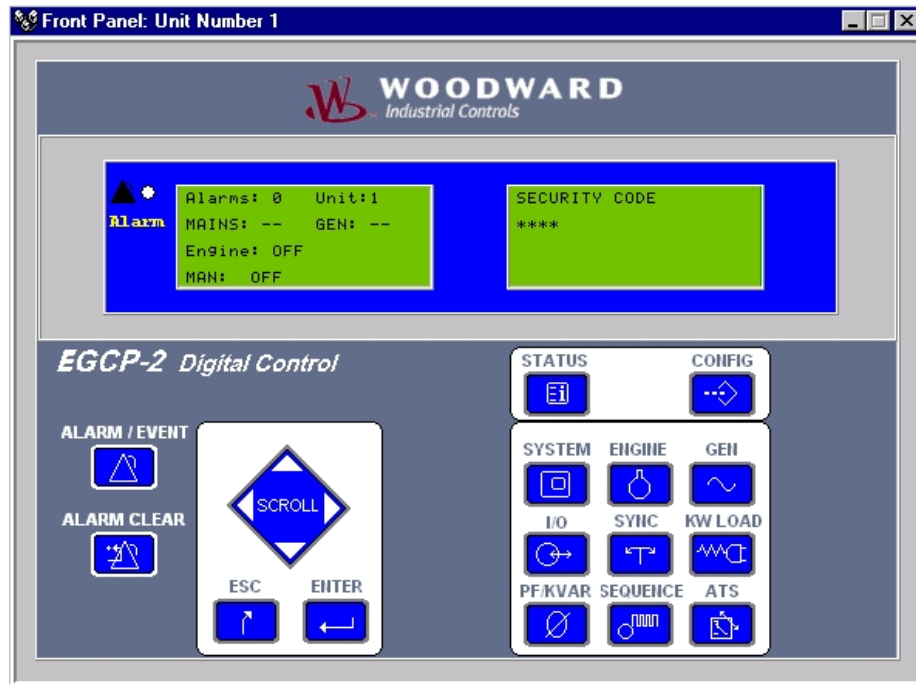 Front Panel: Unit Number 1
WOODWARD
Industrial Controls
Alarm
Alarms: 0 Unit:1
MAINS: -- GEN: --
Engine: OFF
MAN: OFF
SECURITY CODE
****
EGCP-2 Digital Control
STATUS CONFIG
ALARM / EVENT
SYSTEM ENGINE GEN
SCROLL
ALARM CLEAR
I/O SYNC KW LOAD
ESC ENTER
PF/KVAR SEQUENCE ATS